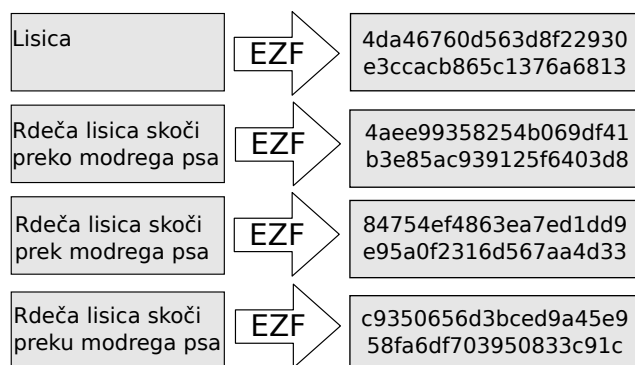 Lisica
EZF
4da46760d563d8f22930
e3ccacb865c1376a6813
Rdeča lisica skoči
preko modrega psa
EZF
4aee99358254b069df41
b3e85ac939125f6403d8
Rdeča lisica skoči
prek modrega psa
EZF
84754ef4863ea7ed1dd9
e95a0f2316d567aa4d33
Rdeča lisica skoči
preku modrega psa
EZF
c9350656d3bced9a45e9
58fa6df703950833c91c